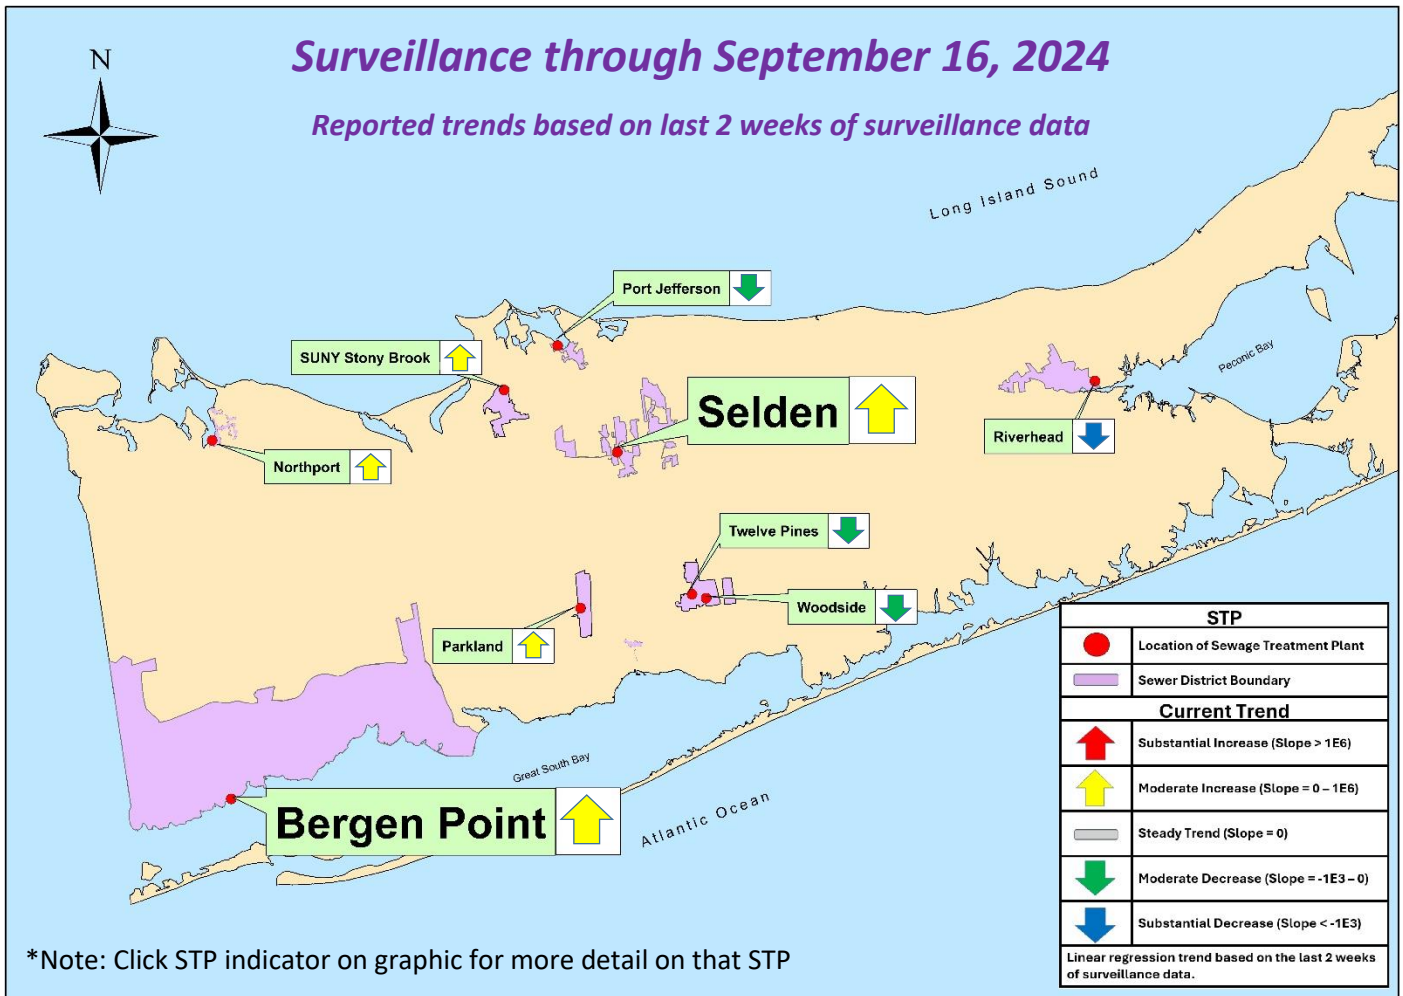 Surveillance through September 16, 2024
Reported trends based on last 2 weeks of surveillance data
N
Long Island Sound
Port Jefferson
SUNY Stony Brook
Peconic Bay
Selden
Riverhead
Northport
Twelve Pines
Woodside
Parkland
Great South Bay
Bergen Point
Atlantic Ocean
STP
Location of Sewage Treatment Plant
Sewer District Boundary
Current Trend
Substantial Increase (Slope > 1E6)
Moderate Increase (Slope = 0 – 1E6)
Steady Trend (Slope = 0)
Moderate Decrease (Slope = -1E3 – 0)
Substantial Decrease (Slope < -1E3)
Linear regression trend based on the last 2 weeks
of surveillance data.
*Note: Click STP indicator on graphic for more detail on that STP